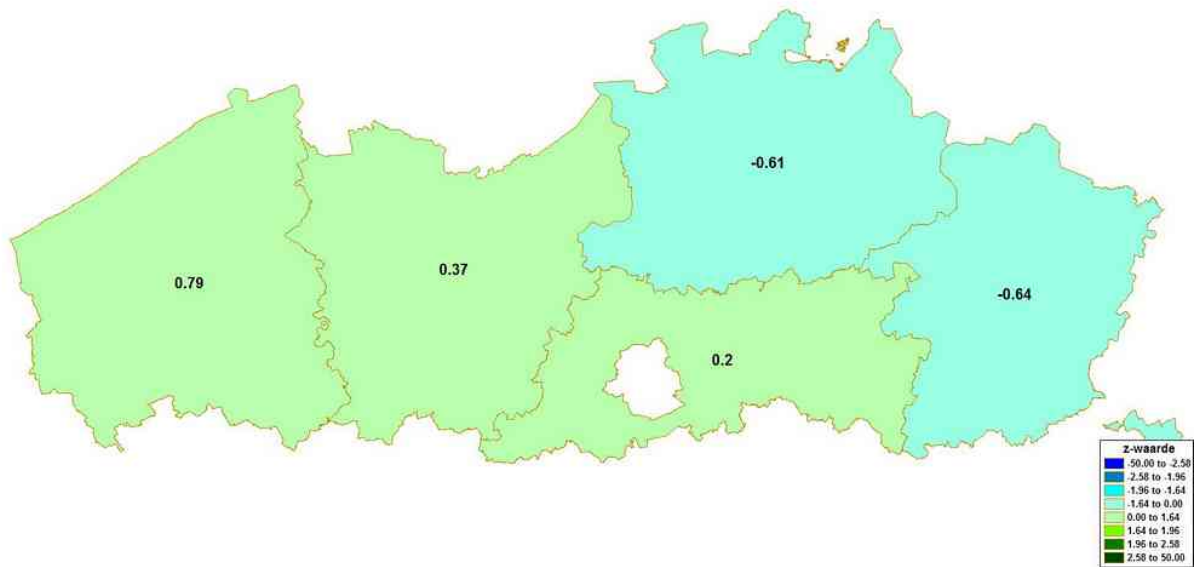 -0.61
0.37
0.79
-0.64
0.2
z-waarde
-50.00 to -2.58
-2.58 to -1.96
-1.96 to -1.64
-1.64 to 0.00
0.00 to 1.64
1.64 to 1.96
1.96 to 2.58
2.58 to 50.00